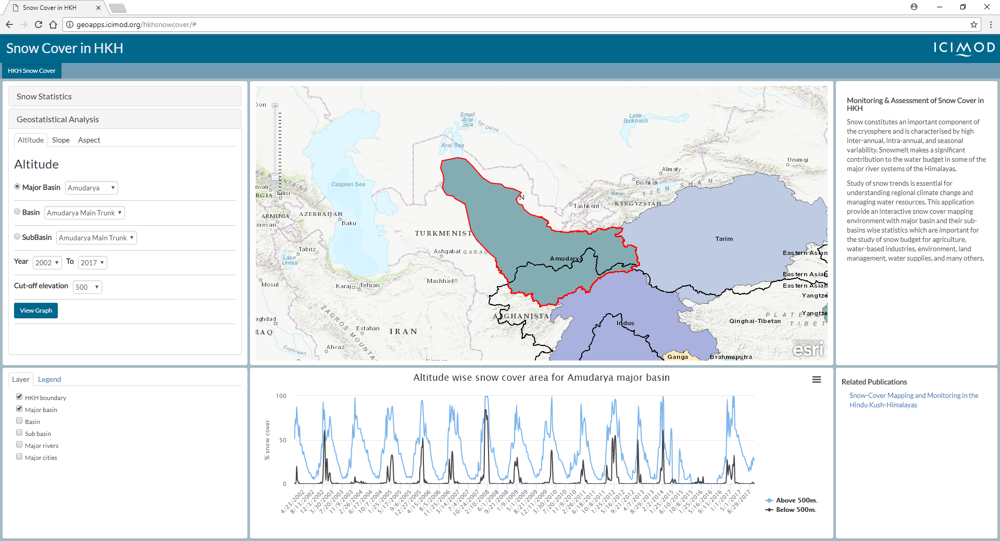 Snow Cover in HKH
geoapps.icimod.org/hkhsnowcover/#
Snow Cover in HKH
ICIMOD
HKH Snow Cover
Snow Statistics
Geostatistical Analysis
Altitude Slope Aspect
Altitude
Major Basin Amudarya
Basin Amudarya Main Trunk
SubBasin Amudarya Main Trunk
Year 2002 To 2017
Cut-off elevation 500
View Graph
Small
Aral
Sea
Syr Darya
Lake
Balkhash
Aral Sea
Urumqi
Almaty
Bishkek
TIEN SHAN
Caspian Sea
KYRGYZSTAN
Tashkent
ARMENIA
AZERBAIJAN
Baku
TURKMENIST
Tarim
Ashgabat
GARAG
Tabriz
Lake
Urmia
Amudarya
Eastern Asian
Eastern Asian
Eastern Asian
Mosul
Karaj
Tehran
Mashhad
Yangtze
Yangtze
AFGHANISTA
PLATE
TIBET
Qinghai-Tibetan
Indus
ZAGROS MOUNTA
Esfahan
IRAN
Ahvaz
Euphrates
Ganga
Brahmaputra
POWERED BY
esri
Monitoring & Assessment of Snow Cover in
HKH
Snow constitutes an important component of
the cryosphere and is characterised by high
inter-annual, intra-annual, and seasonal
variability. Snowmelt makes a significant
contribution to the water budget in some of the
major river systems of the Himalayas.
Study of snow trends is essential for
understanding regional climate change and
managing water resources. This application
provide an interactive snow cover mapping
environment with major basin and their sub-
basins wise statistics which are important for
the study of snow budget for agriculture,
water-based industries, environment, land
management, water supplies, and many others.
Layer Legend
HKH boundary
Major basin
Basin
Sub basin
Major rivers
Major cities
Altitude wise snow cover area for Amudarya major basin
% snow cover
100
50
0
4/23/2002
8/13/2002
12/3/2002
3/30/2003
7/20/2003
11/9/2003
2/26/2004
6/17/2004
10/7/2004
1/25/2005
5/17/2005
9/6/2005
12/27/2005
4/15/2006
8/5/2006
11/25/2006
3/14/2007
7/4/2007
10/24/2007
2/10/2008
6/1/2008
9/21/2008
1/9/2009
5/1/2009
8/21/2009
12/11/2009
3/30/2010
7/20/2010
11/9/2010
2/26/2011
6/18/2011
10/8/2011
1/25/2012
5/16/2012
9/21/2012
4/7/2013
8/29/2013
2/2/2014
1/25/2015
6/10/2015
10/8/2015
1/25/2016
5/16/2016
9/13/2016
1/1/2017
5/1/2017
8/29/2017
Above 500m.
Below 500m.
Related Publications
Snow-Cover Mapping and Monitoring in the
Hindu Kush-Himalayas